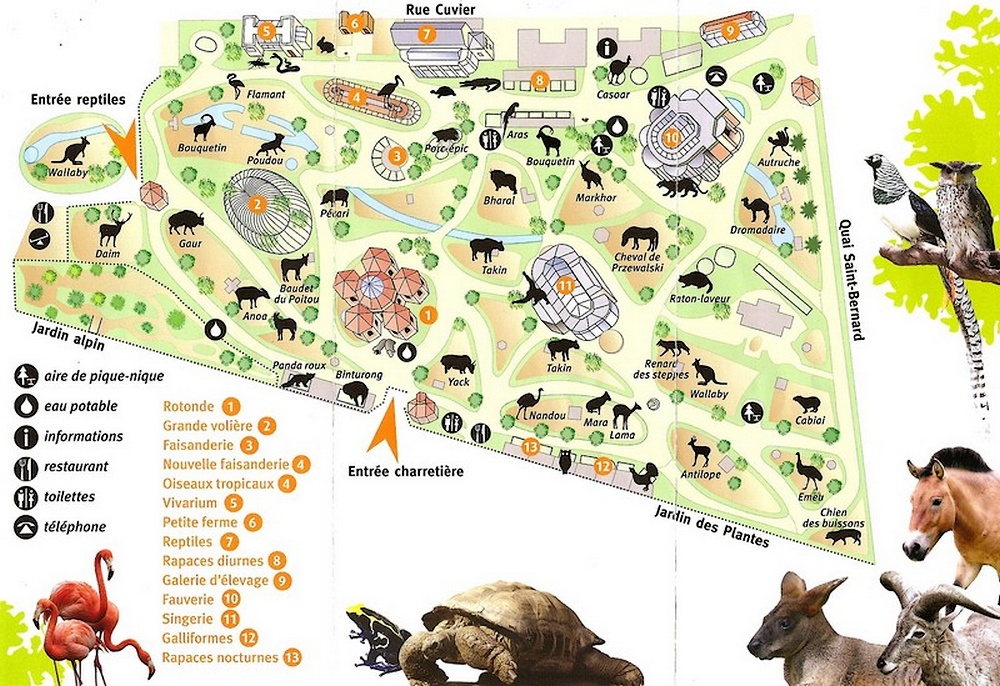 Rue Cuvier
5
6
7
9
i
8
Entrée reptiles
Flamant
4
Casoar
Bouquetin
Poudou
3
Porc-épic
Aras
Bouquetin
10
Autruche
Wallaby
2
Pécari
Bharal
Markhor
Dromadaire
Daim
Gaur
Takin
Cheval de
Przewalski
Quai Saint-Bernard
Baudet
du Poitou
11
Raton-laveur
Anoa
1
Jardin alpin
Panda roux
Binturong
Yack
Takin
Renard
des steppes
Wallaby
Nandou
Mara
Lama
Cabiai
Entrée charretière
13
12
Antilope
Emeu
Chien
des buissons
Jardin des Plantes
aire de pique-nique
eau potable
i informations
restaurant
toilettes
téléphone
Rotonde 1
Grande volière 2
Faisanderie 3
Nouvelle faisanderie 4
Oiseaux tropicaux 4
Vivarium 5
Petite ferme 6
Reptiles 7
Rapaces diurnes 8
Galerie d'élevage 9
Fauverie 10
Singerie 11
Galliformes 12
Rapaces nocturnes 13